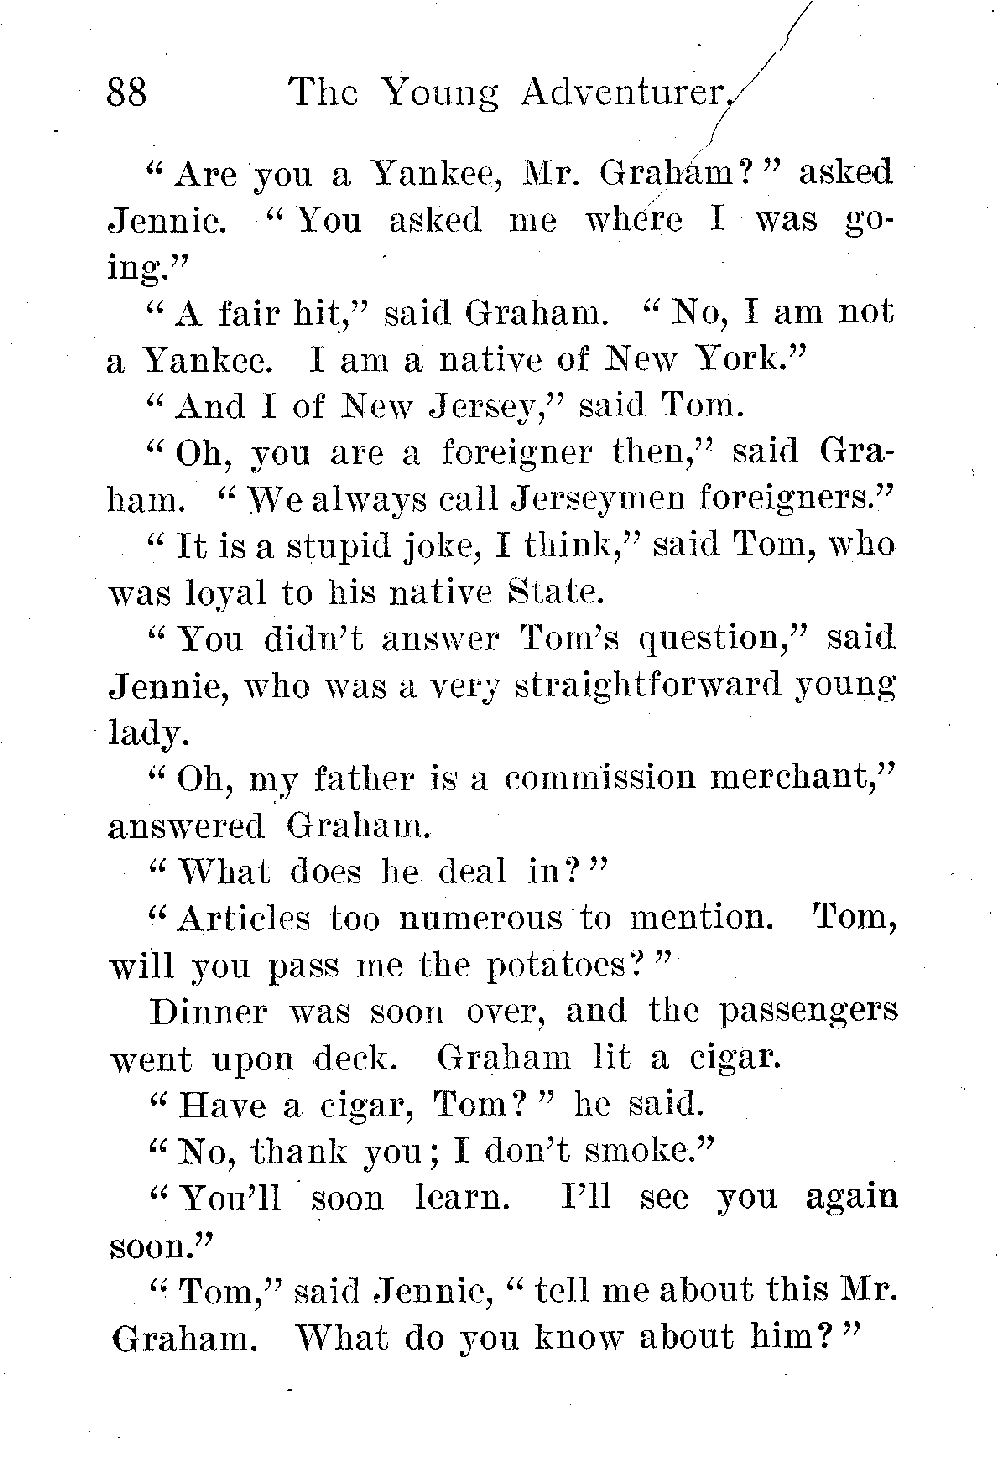 88 The Young Adventurer.
“ Are you a Yankee, Mr. Graham? ” asked
Jennie. “ You asked me where I was go-
ing.”
“ A fair hit,” said Graham. “ No, I am not
a Yankee. I am a native of New York.”
“ And I of New Jersey,” said Tom.
“ Oh, you are a foreigner then,” said Gra-
ham. “ We always call Jerseymen foreigners.”
“ It is a stupid joke, I think,” said Tom, who
was loyal to his native State.
“ You didn’t answer Tom’s question,” said
Jennie, who was a very straightforward young
lady.
“ Oh, my father is a commission merchant,”
answered Graham.
“ What does he deal in? ”
“ Articles too numerous to mention. Tom,
will you pass me the potatoes? ”
Dinner was soon over, and the passengers
went upon deck. Graham lit a cigar.
“ Have a cigar, Tom? ” he said.
“ No, thank you; I don’t smoke.”
“ You’ll soon learn. I’ll see you again
soon.”
“ Tom,” said Jennie, “ tell me about this Mr.
Graham. What do you know about him? ”